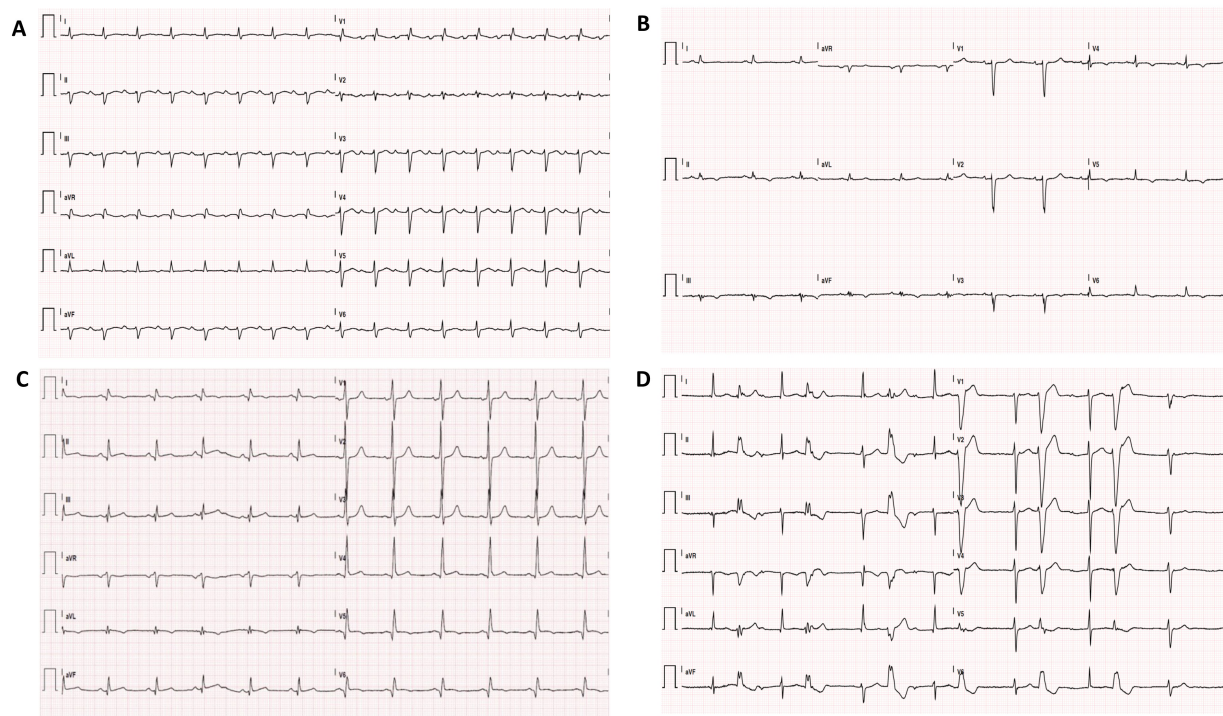 A
I V1
II V2
III V3
aVR V4
aVL V5
aVF V6
B
I aVR V1 V4
II aVL V2 V5
III aVF V3 V6
C
I V1
II V2
III V3
aVR V4
aVL V5
aVF V6
D
I V1
II V2
III V3
aVR V4
aVL V5
aVF V6